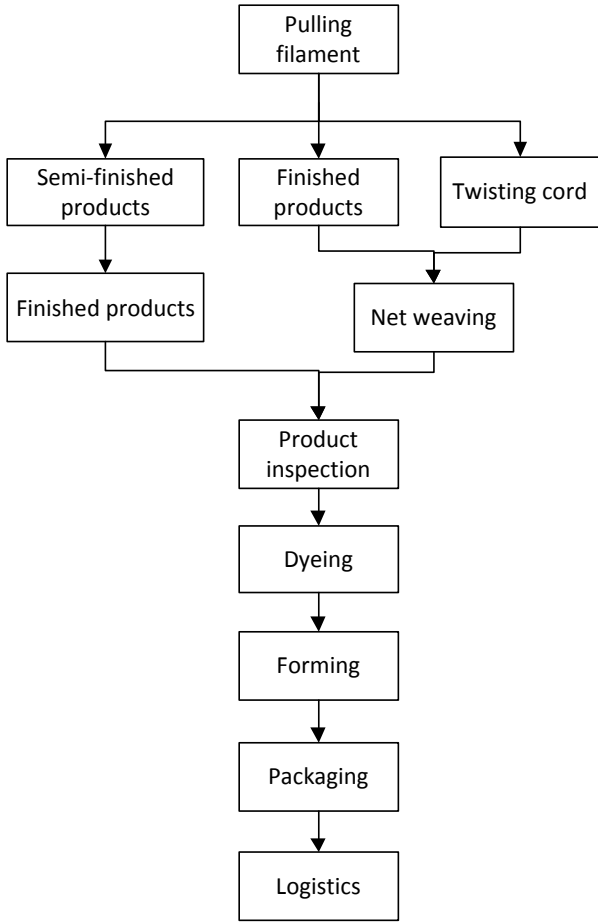 Pulling
filament
Semi-finished
products
Finished
products
Twisting cord
Finished products
Net weaving
Product
inspection
Dyeing
Forming
Packaging
Logistics